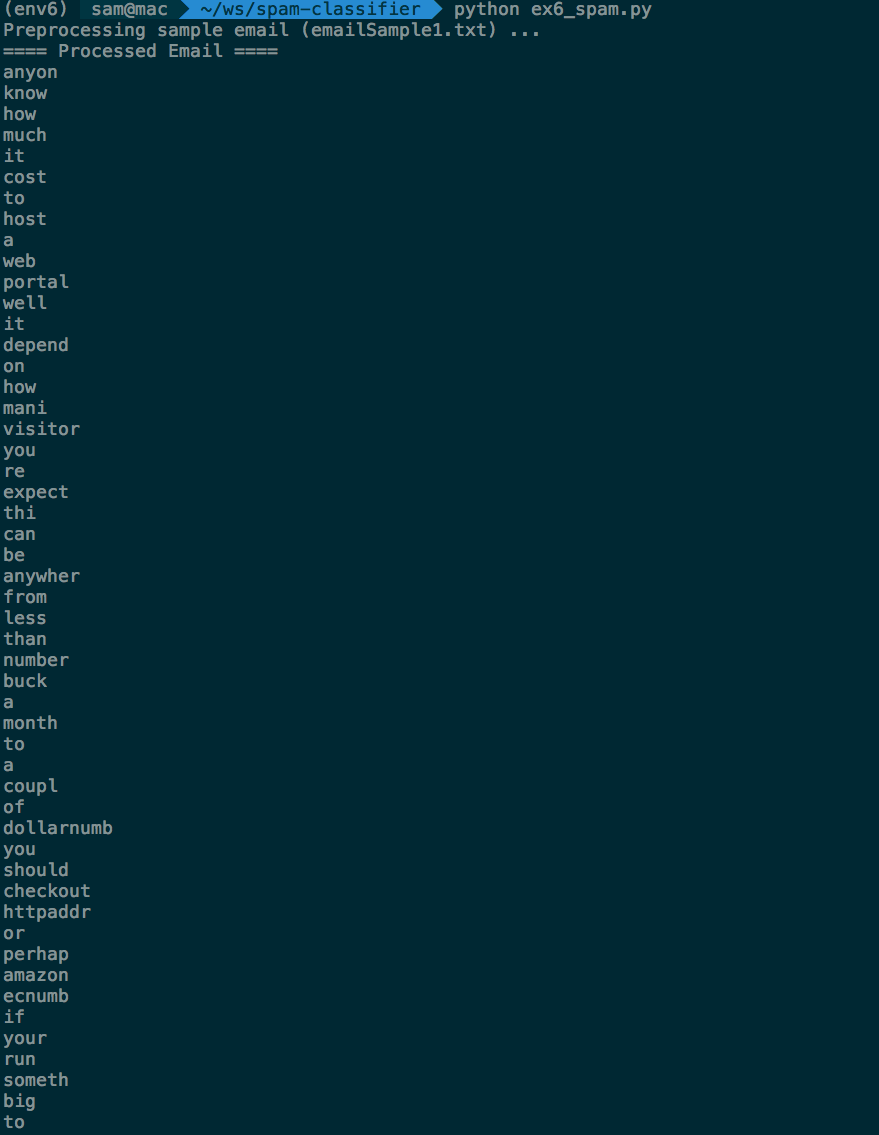 (env6) sam@mac ~/ws/spam-classifier python ex6_spam.py
Preprocessing sample email (emailSample1.txt) ...
==== Processed Email ====
anyon
know
how
much
it
cost
to
host
a
web
portal
well
it
depend
on
how
mani
visitor
you
re
expect
thi
can
be
anywher
from
less
than
number
buck
a
month
to
a
coupl
of
dollarnumb
you
should
checkout
httpaddr
or
perhap
amazon
ecnumb
if
your
run
someth
big
to